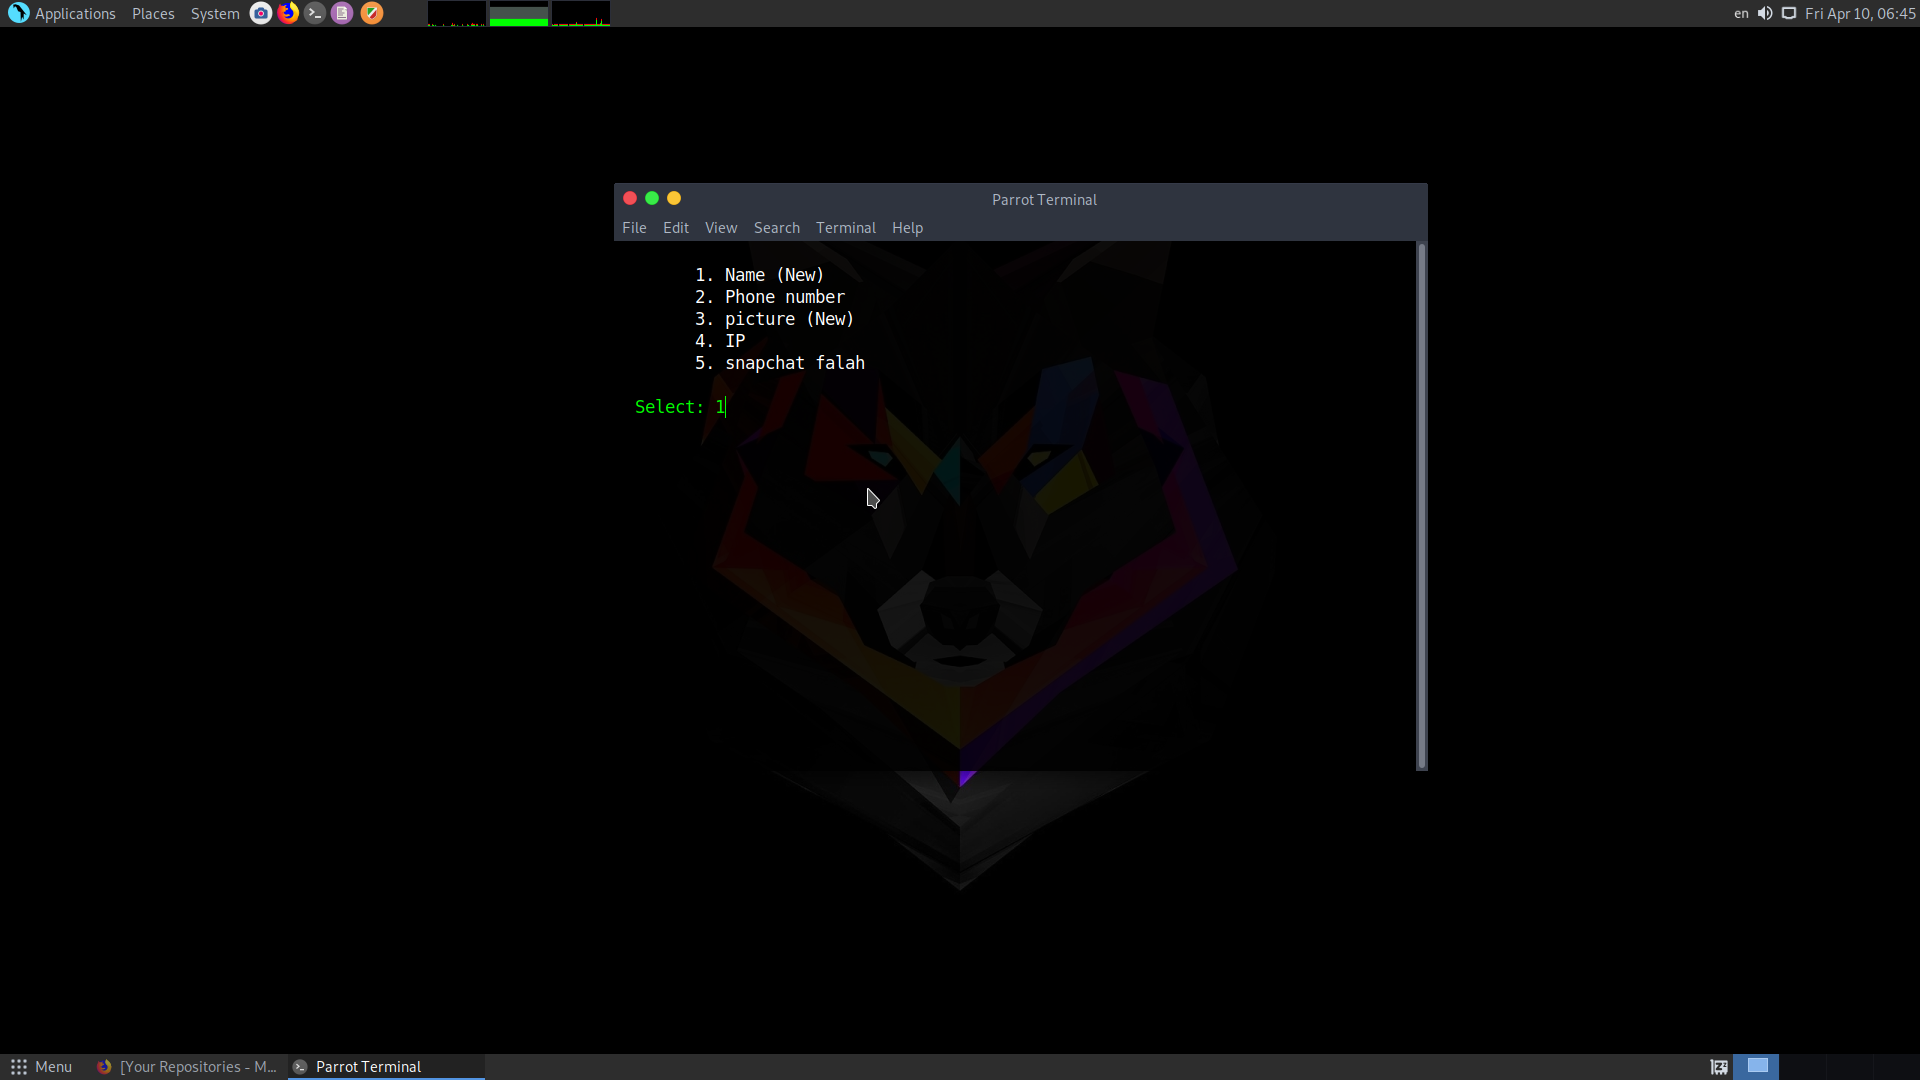 Applications Places System
en Fri Apr 10, 06:45
Parrot Terminal
File Edit View Search Terminal Help
1. Name (New)
2. Phone number
3. picture (New)
4. IP
5. snapchat falah
Select: 1
Menu [Your Repositories - M... Parrot Terminal